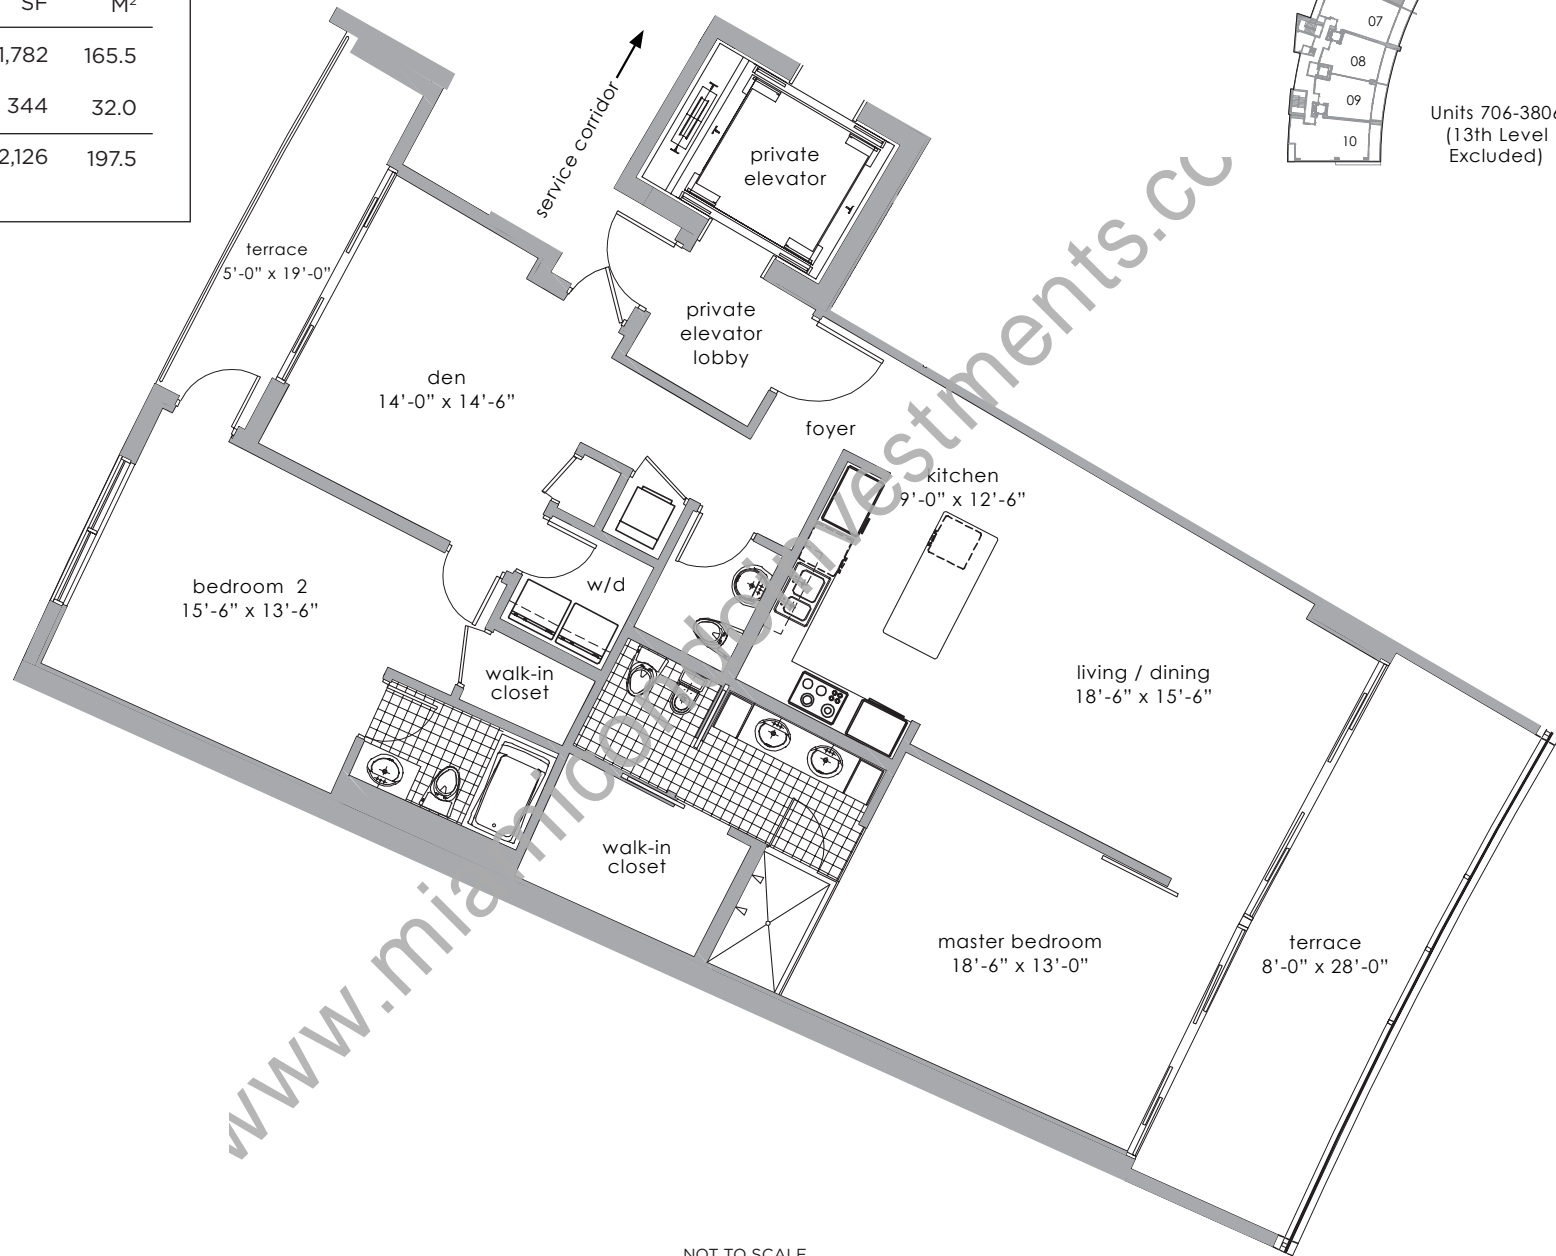 SF M²
1,782 165.5
344 32.0
2,126 197.5
07
08
09
10
Units 706-3806
(13th Level
Excluded)
service corridor
private
elevator
terrace
5'-0” x 19'-0”
private
elevator
lobby
den
14'-0” x 14'-6”
foyer
kitchen
9'-0” x 12'-6”
bedroom 2
15'-6” x 13'-6”
w/d
walk-in
closet
living / dining
18'-6” x 15'-6”
walk-in
closet
master bedroom
18'-6” x 13'-0”
terrace
8'-0” x 28'-0”
www.miamicondoinvestments.co
NOT TO SCALE